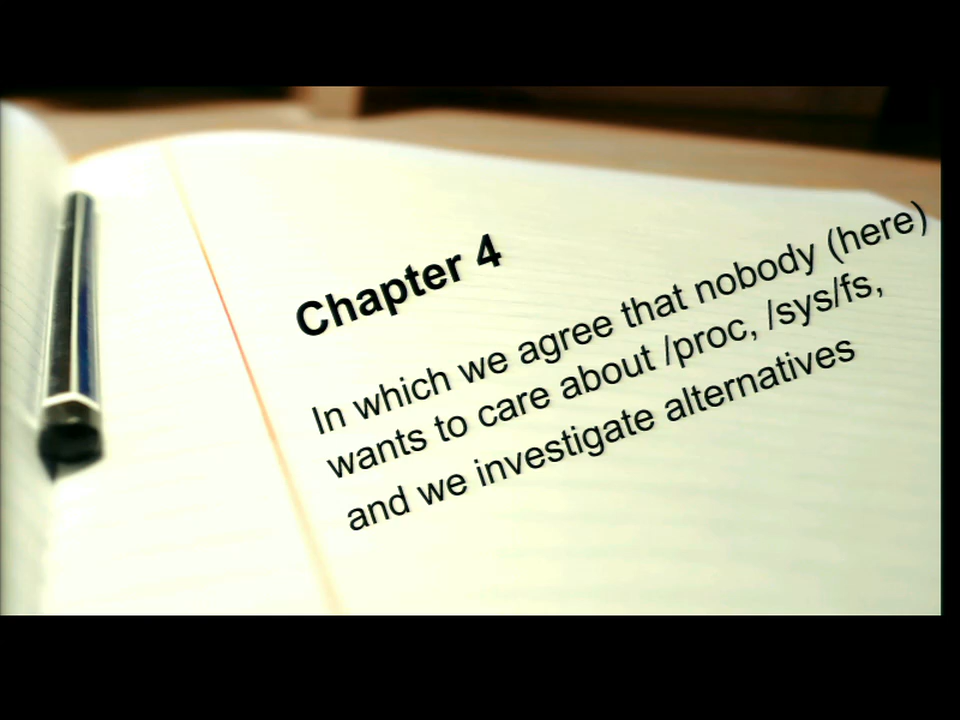 Chapter 4
In which we agree that nobody (here)
wants to care about /proc, /sys/fs,
and we investigate alternatives